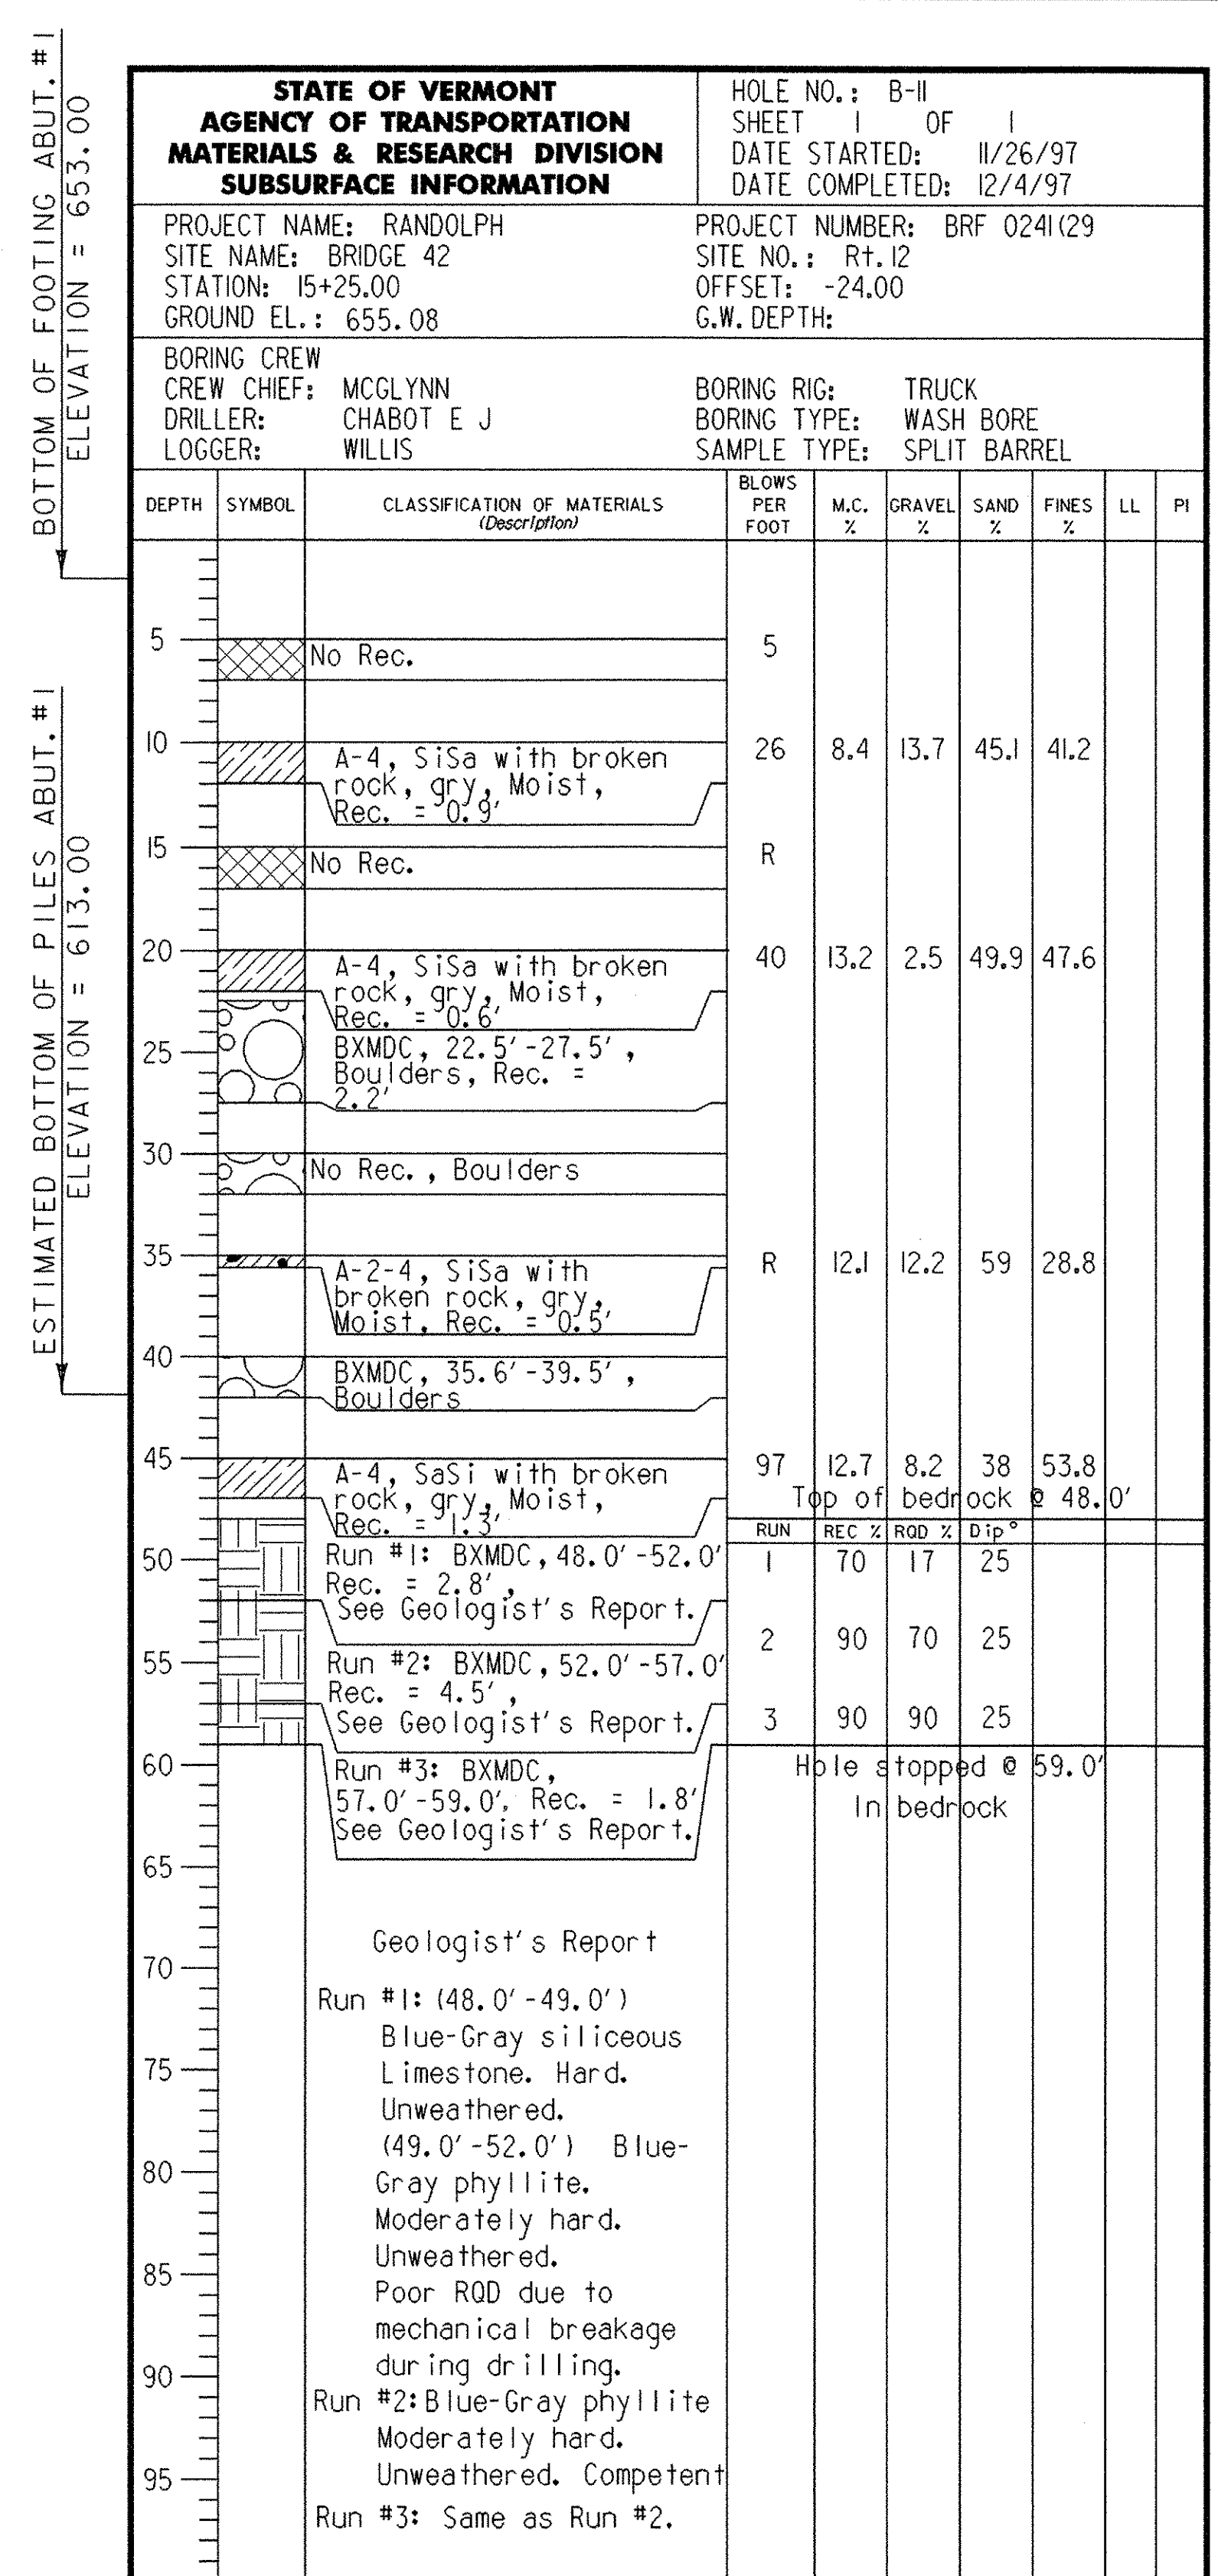 BOTTOM OF FOOTING ABUT. #1
ELEVATION = 653.00
ESTIMATED BOTTOM OF PILES ABUT. #1
ELEVATION = 613.00
STATE OF VERMONT
AGENCY OF TRANSPORTATION
MATERIALS & RESEARCH DIVISION
SUBSURFACE INFORMATION
HOLE NO.: B-11
SHEET 1 OF 1
DATE STARTED: 11/26/97
DATE COMPLETED: 12/4/97
PROJECT NAME: RANDOLPH PROJECT NUMBER: BRF 0241(29
SITE NAME: BRIDGE 42 SITE NO.: Rt. 12
STATION: 15+25.00 OFFSET: -24.00
GROUND EL.: 655.08 G.W. DEPTH:
BORING CREW
CREW CHIEF: MCGLYNN BORING RIG: TRUCK
DRILLER: CHABOT E J BORING TYPE: WASH BORE
LOGGER: WILLIS SAMPLE TYPE: SPLIT BARREL
DEPTH SYMBOL CLASSIFICATION OF MATERIALS (Description) BLOWS PER FOOT M.C. % GRAVEL % SAND % FINES % LL PI
5 No Rec. 5
10 A-4, SiSa with broken 26 8.4 13.7 45.1 41.2
rock, gry, Moist,
Rec. = 0.9'
15 No Rec. R
20 A-4, SiSa with broken 40 13.2 2.5 49.9 47.6
rock, gry, Moist,
Rec. = 0.6'
25 BXMDC, 22.5'-27.5',
Boulders, Rec. =
2.2'
30 No Rec., Boulders
35 A-2-4, SiSa with R 12.1 12.2 59 28.8
broken rock, gry,
Moist, Rec. = 0.5'
40 BXMDC, 35.6'-39.5',
Boulders
45 A-4, SaSi with broken 97 12.7 8.2 38 53.8
rock, gry, Moist, Top of bedrock @ 48.0'
Rec. = 1.3' RUN REC % RQD % Dip°
50 Run #1: BXMDC, 48.0'-52.0' 1 70 17 25
Rec. = 2.8',
See Geologist's Report.
2 90 70 25
55 Run #2: BXMDC, 52.0'-57.0'
Rec. = 4.5',
See Geologist's Report. 3 90 90 25
60 Run #3: BXMDC, Hole stopped @ 59.0'
57.0'-59.0', Rec. = 1.8' In bedrock
See Geologist's Report.
65
Geologist's Report
70
Run #1: (48.0'-49.0')
Blue-Gray siliceous
75 Limestone. Hard.
Unweathered.
(49.0'-52.0') Blue-
80 Gray phyllite.
Moderately hard.
Unweathered.
85 Poor RQD due to
mechanical breakage
during drilling.
90
Run #2: Blue-Gray phyllite
Moderately hard.
95 Unweathered. Competent
Run #3: Same as Run #2.